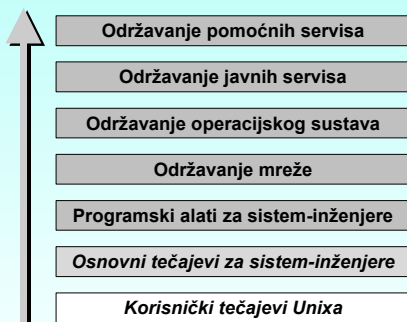 Održavanje pomoćnih servisa
Održavanje javnih servisa
Održavanje operacijskog sustava
Održavanje mreže
Programski alati za sistem-inženjere
Osnovni tečajevi za sistem-inženjere
Korisnički tečajevi Unixa